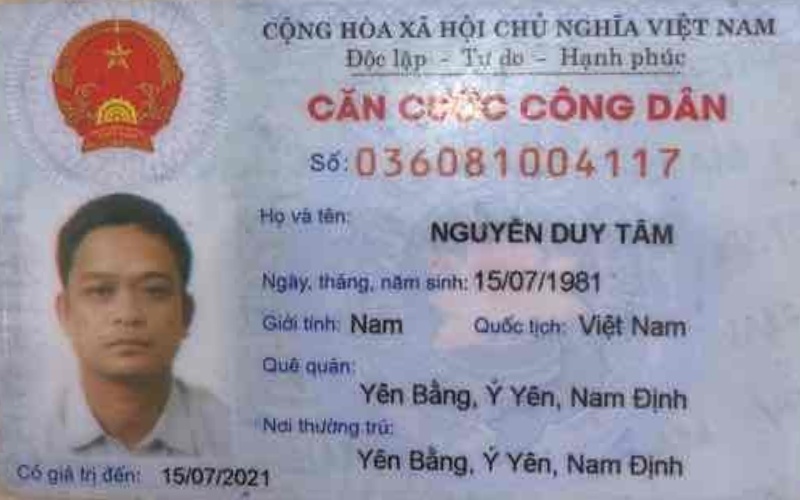 CỘNG HÒA XÃ HỘI CHỦ NGHĨA VIỆT NAM
Độc lập - Tự do - Hạnh phúc
CĂN CƯỚC CÔNG DÂN
Số: 036081004117
Họ và tên:
NGUYỄN DUY TÂM
Ngày, tháng, năm sinh: 15/07/1981
Giới tính: Nam Quốc tịch: Việt Nam
Quê quán:
Yên Bằng, Ý Yên, Nam Định
Nơi thường trú:
Yên Bằng, Ý Yên, Nam Định
Có giá trị đến: 15/07/2021